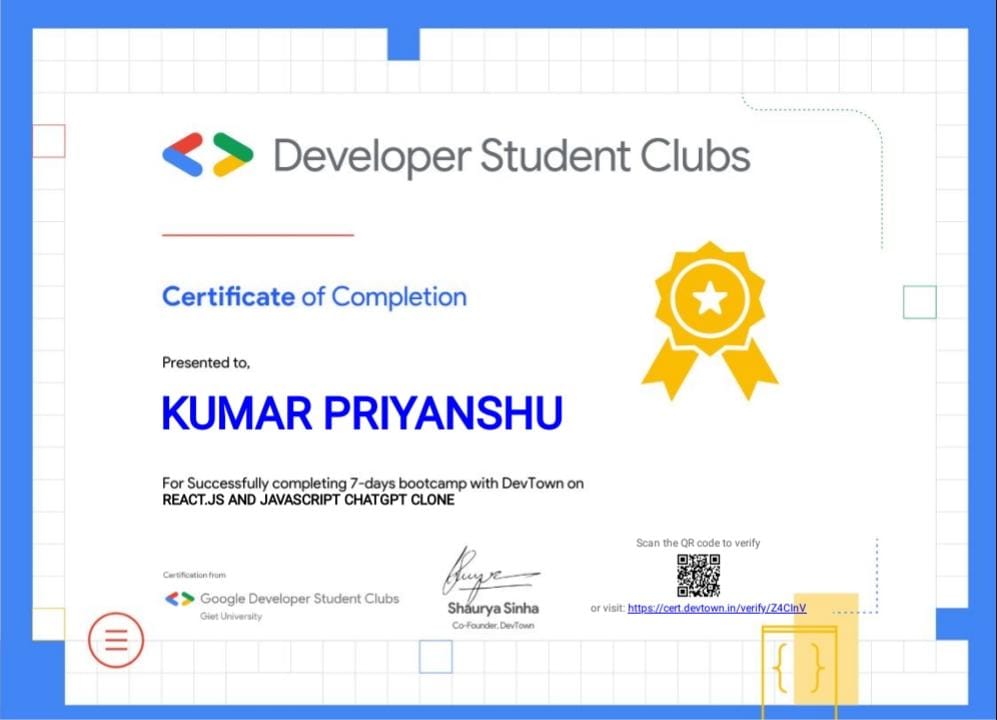 Developer Student Clubs
Certificate of Completion
Presented to,
KUMAR PRIYANSHU
For Successfully completing 7-days bootcamp with DevTown on
REACT.JS AND JAVASCRIPT CHATGPT CLONE
Scan the QR code to verify
or visit: https://cert.devtown.in/verify/Z4ClnV
Certification from
Google Developer Student Clubs
Giet University
Shaurya Sinha
Co-Founder, DevTown
{ }